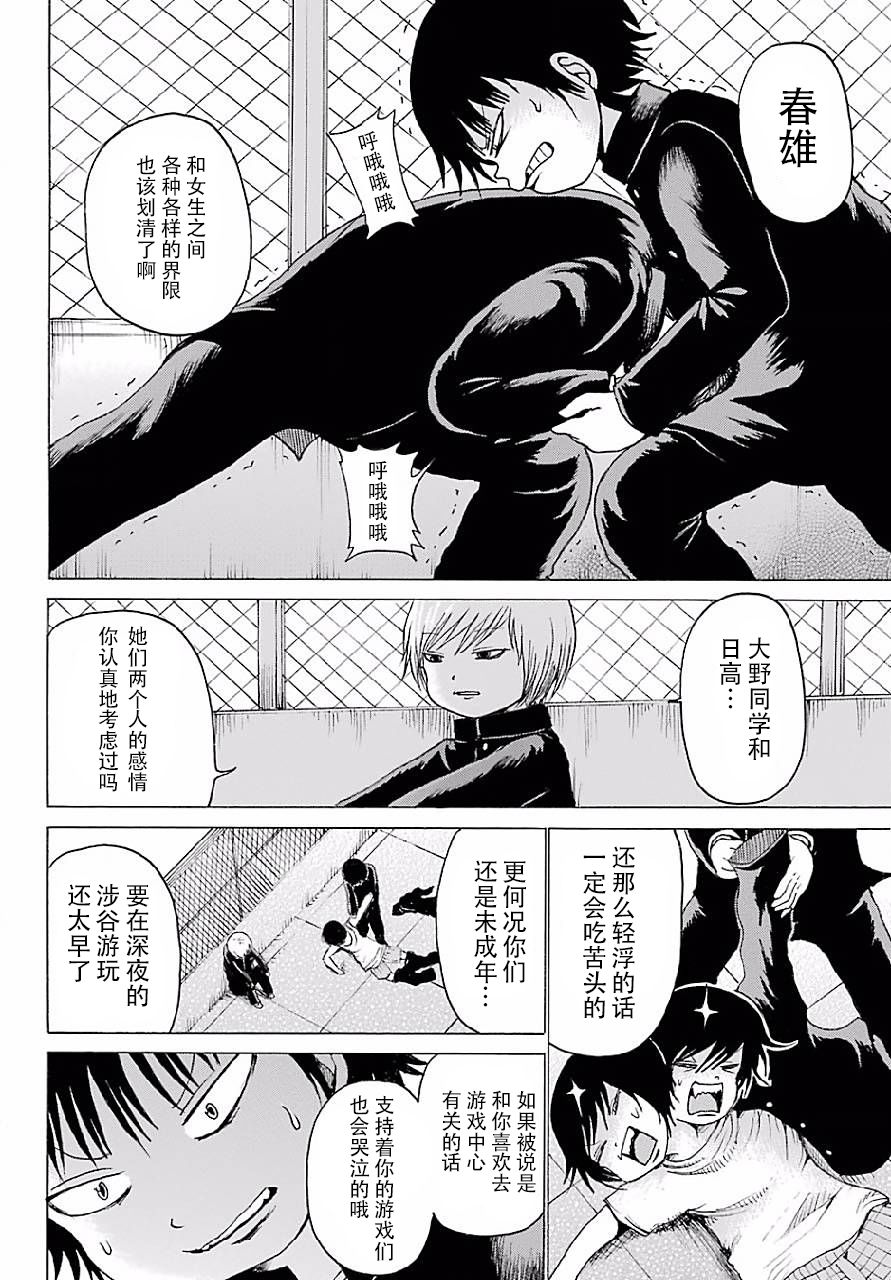 春雄
呼哦哦哦
和女生之间
各种各样的界限
也该划清了啊
呼哦哦哦
大野同学和
日高…
她们两个人的感情
你认真地考虑过吗
还那么轻浮的话
一定会吃苦头的
更何况你们
还是未成年…
要在深夜的
涉谷游玩
还太早了
如果被说是
和你喜欢去
游戏中心
有关的话
支持着你的游戏们
也会哭泣的哦